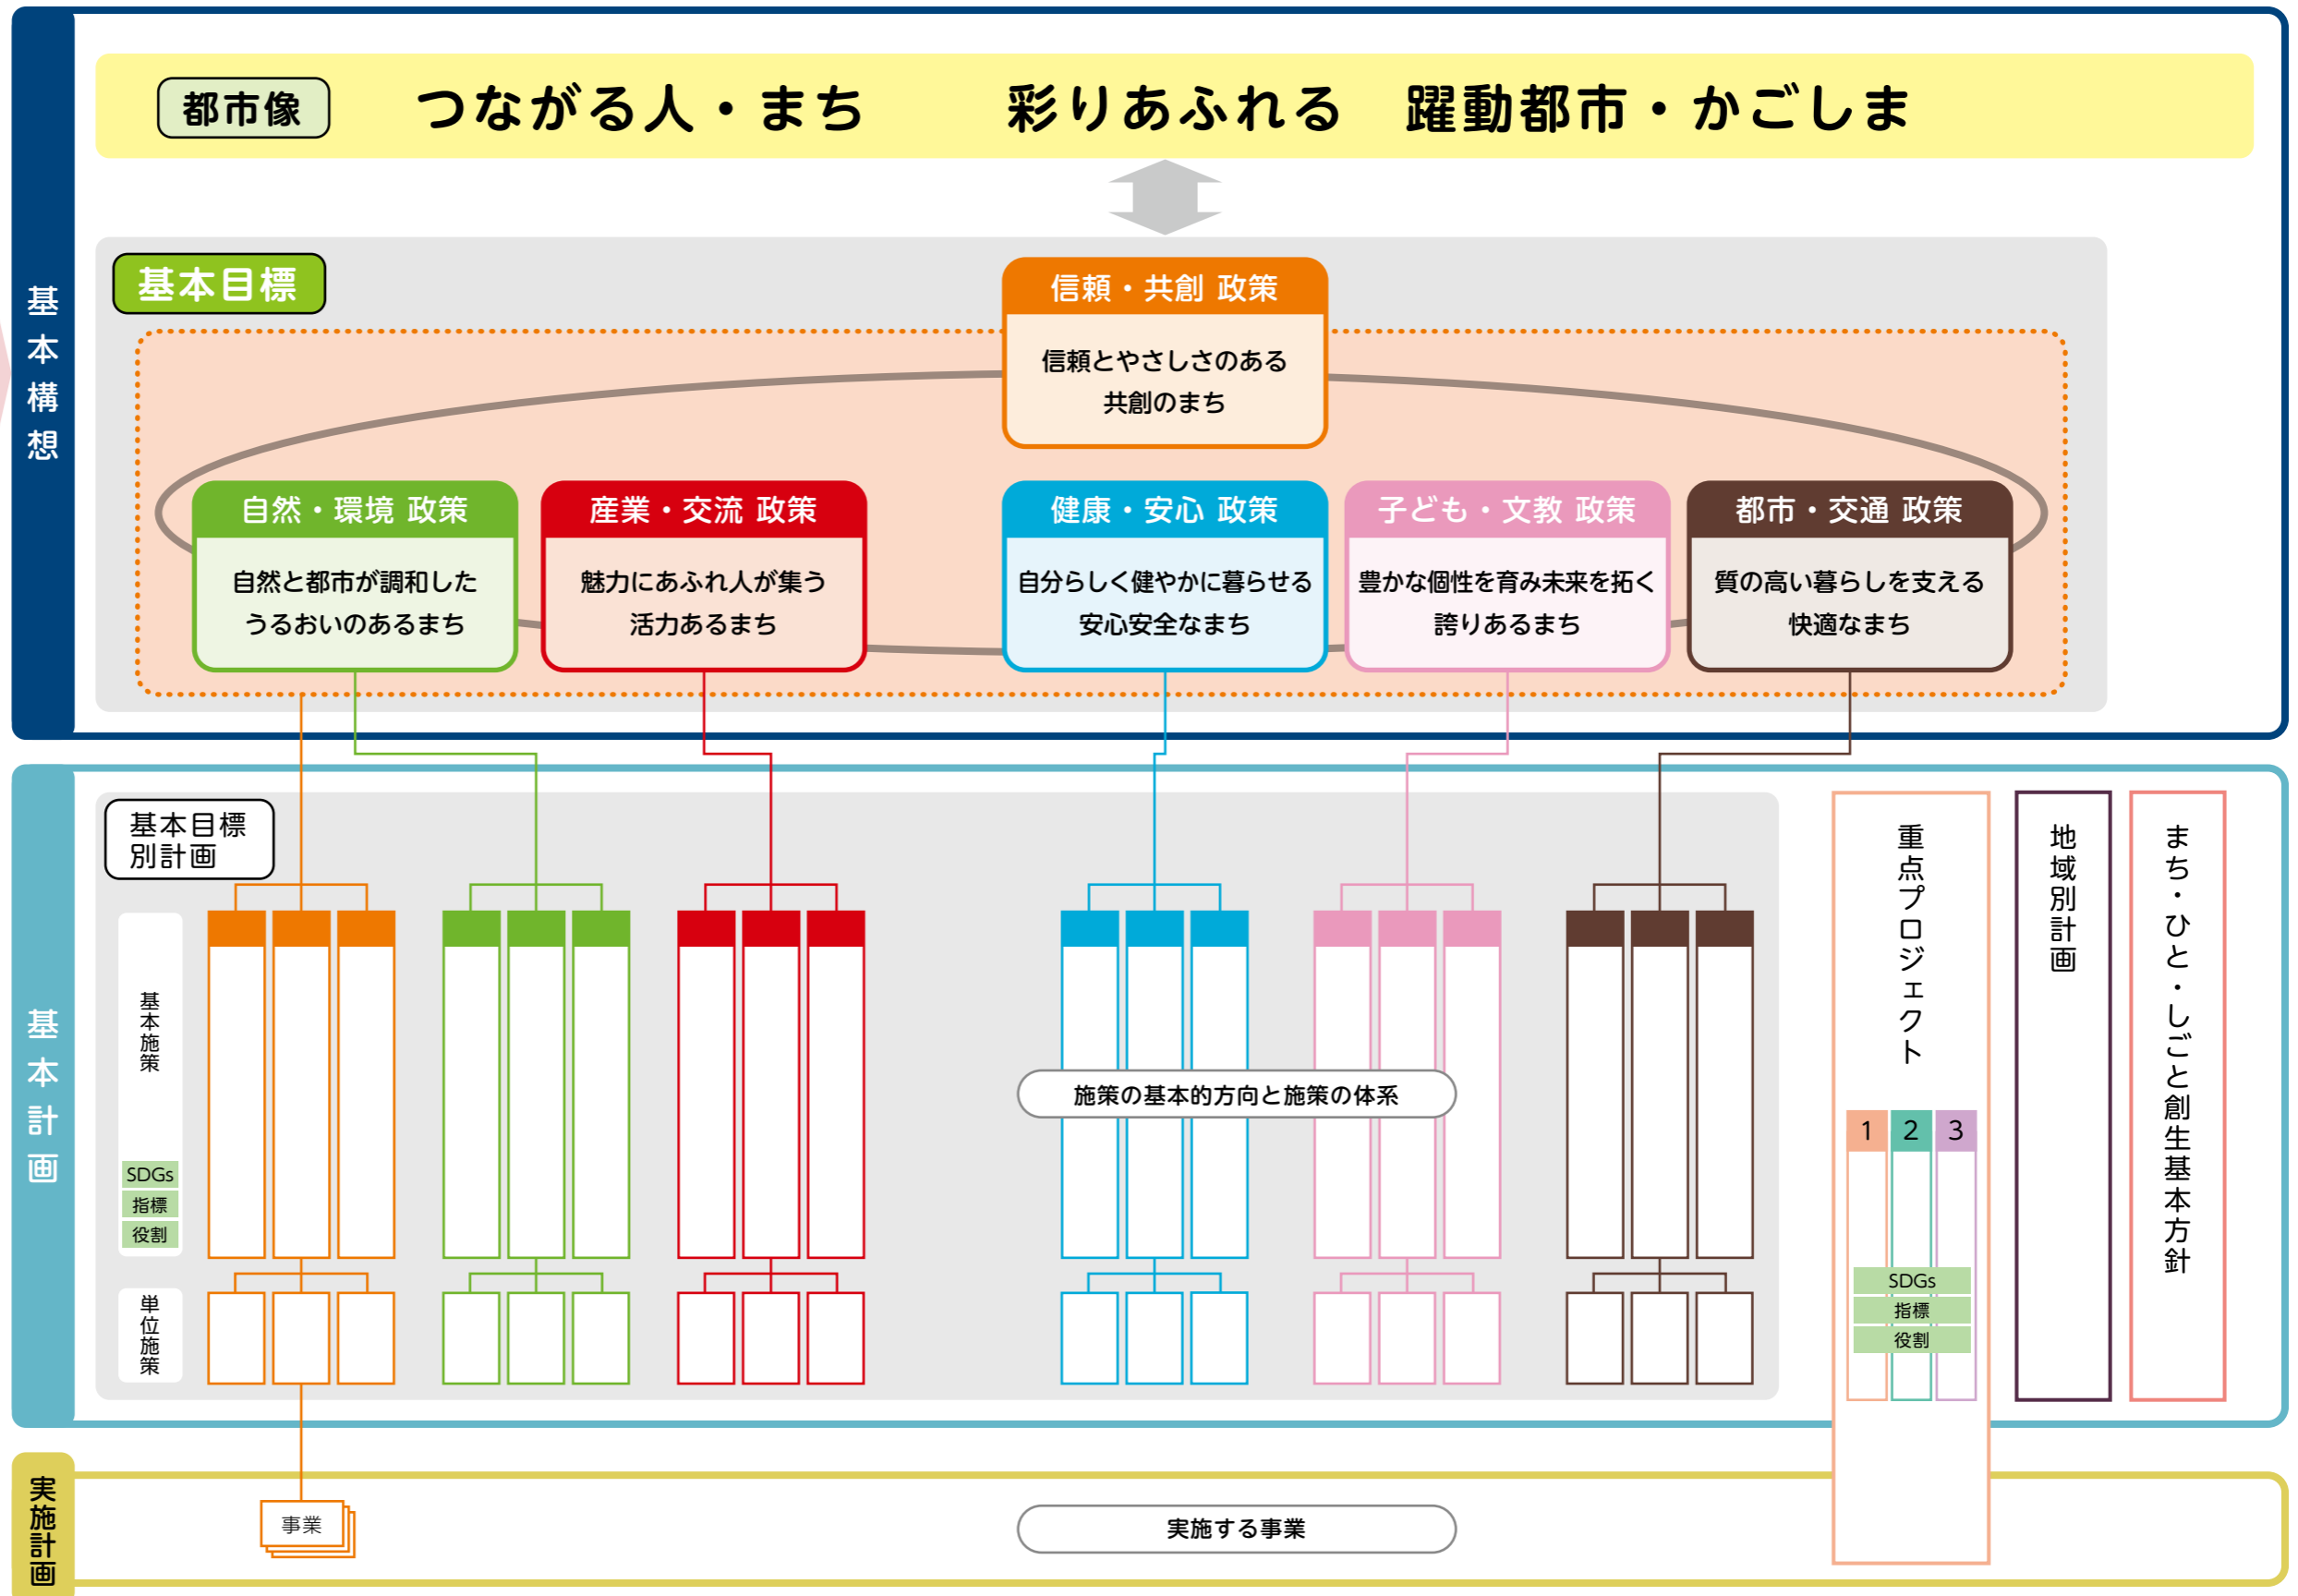 基本構想
都市像
つながる人・まち　彩りあふれる　躍動都市・かごしま
基本目標
信頼・共創 政策
信頼とやさしさのある
共創のまち
自然・環境 政策
自然と都市が調和した
うるおいのあるまち
産業・交流 政策
魅力にあふれ人が集う
活力あるまち
健康・安心 政策
自分らしく健やかに暮らせる
安心安全なまち
子ども・文教 政策
豊かな個性を育み未来を拓く
誇りあるまち
都市・交通 政策
質の高い暮らしを支える
快適なまち
基本計画
基本目標
別計画
基本施策
SDGs
指標
役割
単位施策
施策の基本的方向と施策の体系
重点プロジェクト
1
2
3
SDGs
指標
役割
地域別計画
まち・ひと・しごと創生基本方針
実施計画
事業
実施する事業